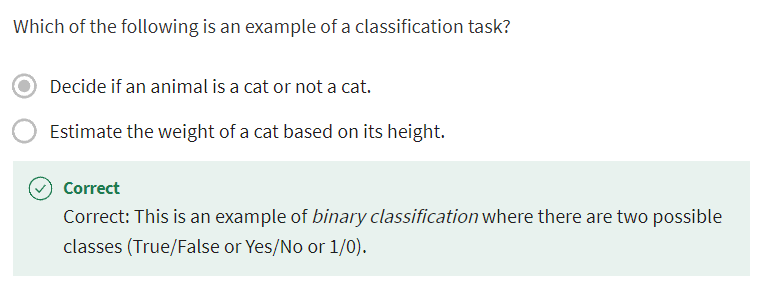 Which of the following is an example of a classification task?
Decide if an animal is a cat or not a cat.
Estimate the weight of a cat based on its height.
Correct
Correct: This is an example of binary classification where there are two possible
classes (True/False or Yes/No or 1/0).